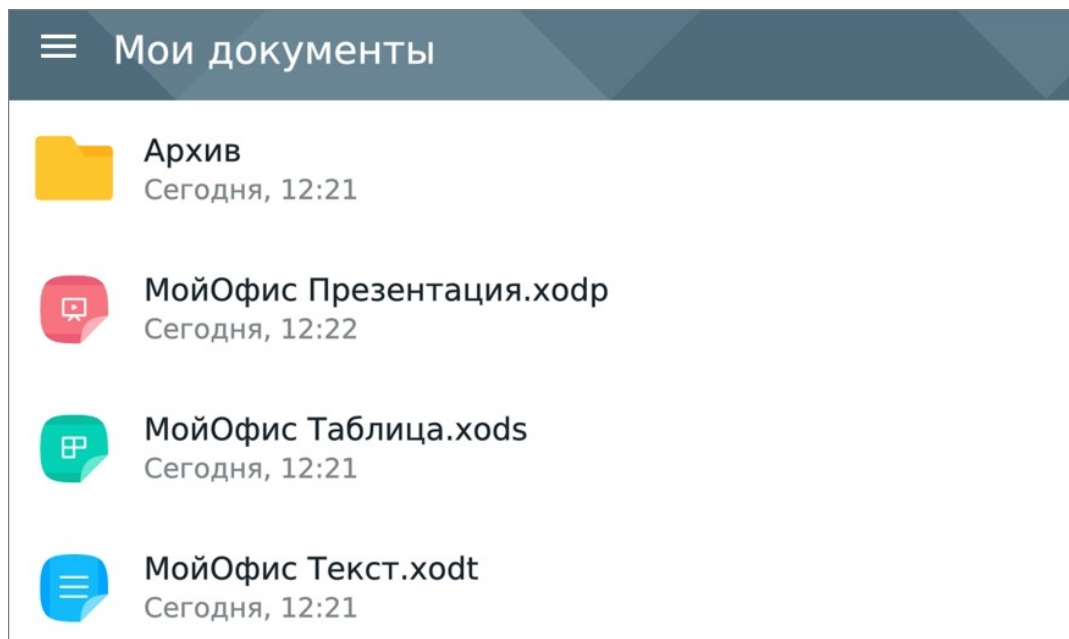 Мои документы
Архив
Сегодня, 12:21
МойОфис Презентация.xodp
Сегодня, 12:22
МойОфис Таблица.xods
Сегодня, 12:21
МойОфис Текст.xodt
Сегодня, 12:21